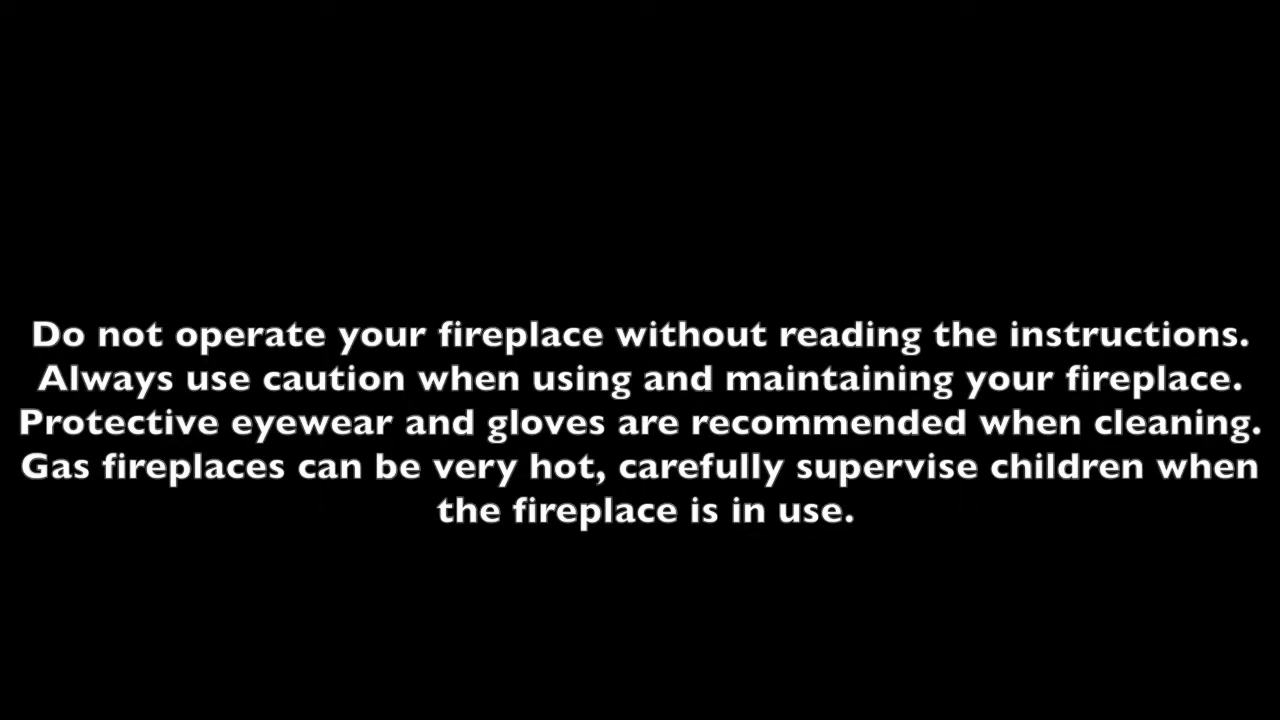 Do not operate your fireplace without reading the instructions.
Always use caution when using and maintaining your fireplace.
Protective eyewear and gloves are recommended when cleaning.
Gas fireplaces can be very hot, carefully supervise children when
the fireplace is in use.